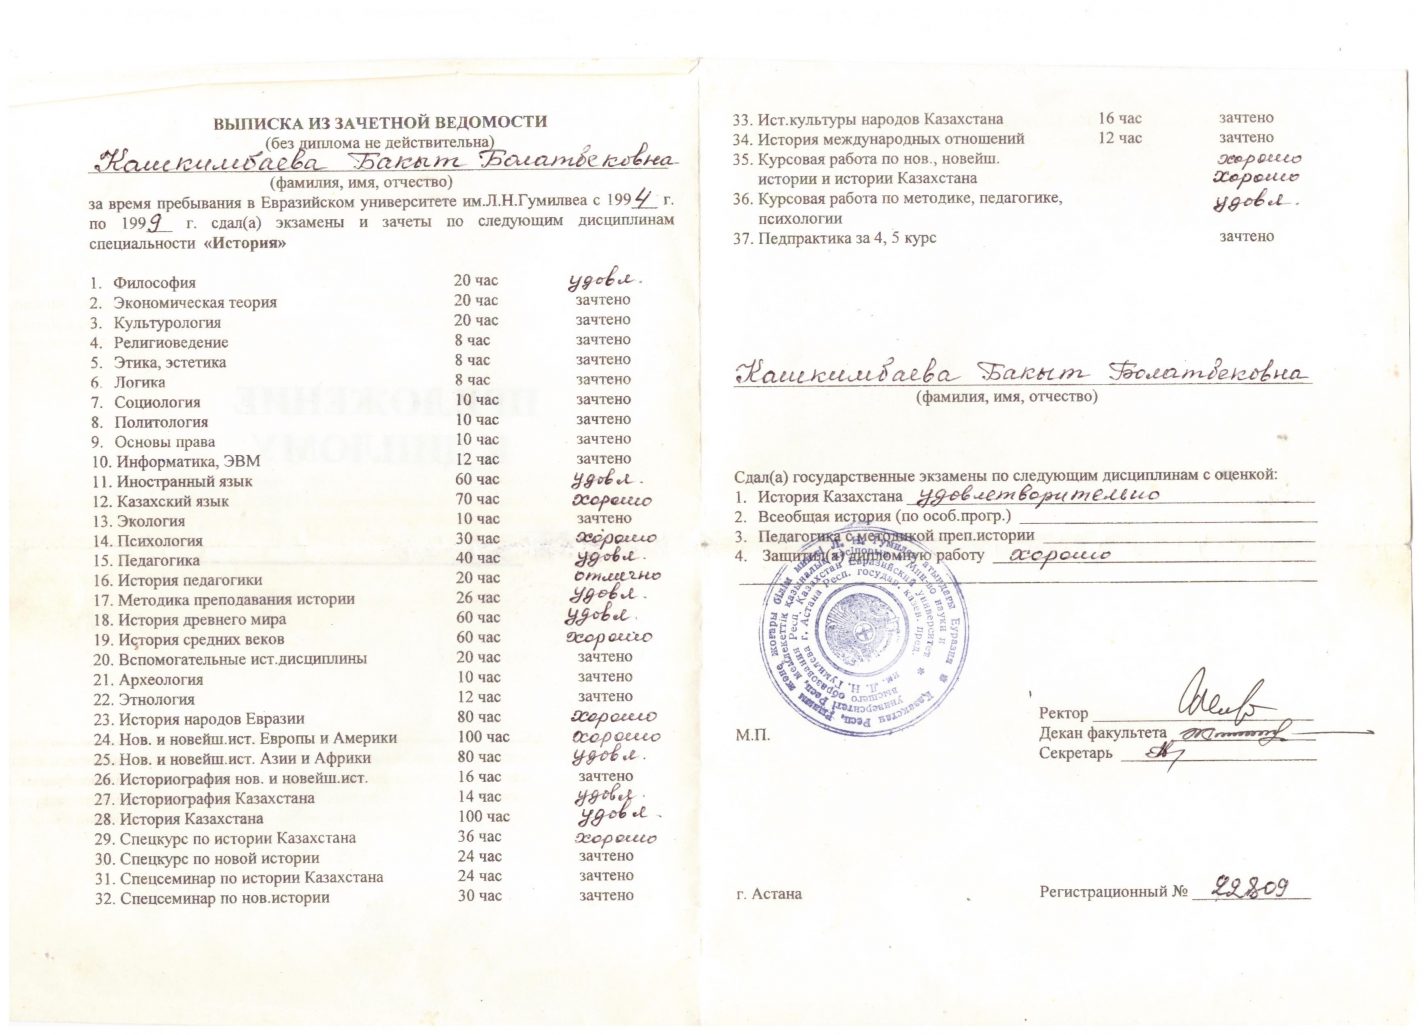 ВЫПИСКА ИЗ ЗАЧЕТНОЙ ВЕДОМОСТИ
(без диплома не действительна)
Кашкимбаева Бакыт Болатбековна
(фамилия, имя, отчество)
за время пребывания в Евразийском университете им.Л.Н.Гумилвеа с 1994 г.
по 1999 г. сдал(а) экзамены и зачеты по следующим дисциплинам
специальности «История»
1. Философия 20 час удовл.
2. Экономическая теория 20 час зачтено
3. Культурология 20 час зачтено
4. Религиоведение 8 час зачтено
5. Этика, эстетика 8 час зачтено
6. Логика 8 час зачтено
7. Социология 10 час зачтено
8. Политология 10 час зачтено
9. Основы права 10 час зачтено
10. Информатика, ЭВМ 12 час зачтено
11. Иностранный язык 60 час удовл.
12. Казахский язык 70 час хорошо
13. Экология 10 час зачтено
14. Психология 30 час хорошо
15. Педагогика 40 час удовл.
16. История педагогики 20 час отлично
17. Методика преподавания истории 26 час удовл.
18. История древнего мира 60 час удовл.
19. История средних веков 60 час хорошо
20. Вспомогательные ист.дисциплины 20 час зачтено
21. Археология 10 час зачтено
22. Этнология 12 час зачтено
23. История народов Евразии 80 час хорошо
24. Нов. и новейш.ист. Европы и Америки 100 час хорошо
25. Нов. и новейш.ист. Азии и Африки 80 час удовл.
26. Историография нов. и новейш.ист. 16 час зачтено
27. Историография Казахстана 14 час удовл.
28. История Казахстана 100 час удовл.
29. Спецкурс по истории Казахстана 36 час хорошо
30. Спецкурс по новой истории 24 час зачтено
31. Спецсеминар по истории Казахстана 24 час зачтено
32. Спецсеминар по нов.истории 30 час зачтено
33. Ист.культуры народов Казахстана 16 час зачтено
34. История международных отношений 12 час зачтено
35. Курсовая работа по нов., новейш. хорошо
истории и истории Казахстана хорошо
36. Курсовая работа по методике, педагогике, удовл.
психологии
37. Педпрактика за 4, 5 курс зачтено
Кашкимбаева Бакыт Болатбековна
(фамилия, имя, отчество)
Сдал(а) государственные экзамены по следующим дисциплинам с оценкой:
1. История Казахстана удовлетворительно
2. Всеобщая история (по особ.прогр.)
3. Педагогика с методикой преп.истории
4. Защитил(а) дипломную работу хорошо
Ректор
М.П. Декан факультета
Секретарь
г. Астана Регистрационный № 22809